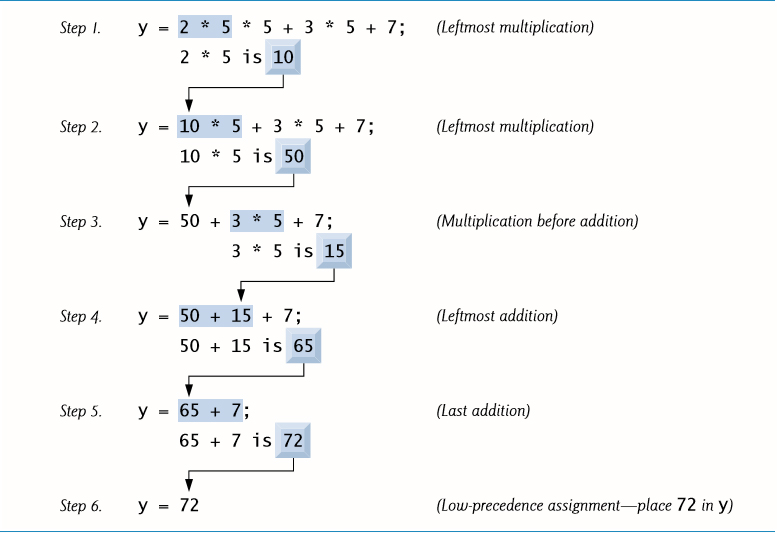 Step 1. y = 2 * 5 * 5 + 3 * 5 + 7; (Leftmost multiplication)
2 * 5 is 10
Step 2. y = 10 * 5 + 3 * 5 + 7; (Leftmost multiplication)
10 * 5 is 50
Step 3. y = 50 + 3 * 5 + 7; (Multiplication before addition)
3 * 5 is 15
Step 4. y = 50 + 15 + 7; (Leftmost addition)
50 + 15 is 65
Step 5. y = 65 + 7; (Last addition)
65 + 7 is 72
Step 6. y = 72 (Low-precedence assignment—place 72 in y)